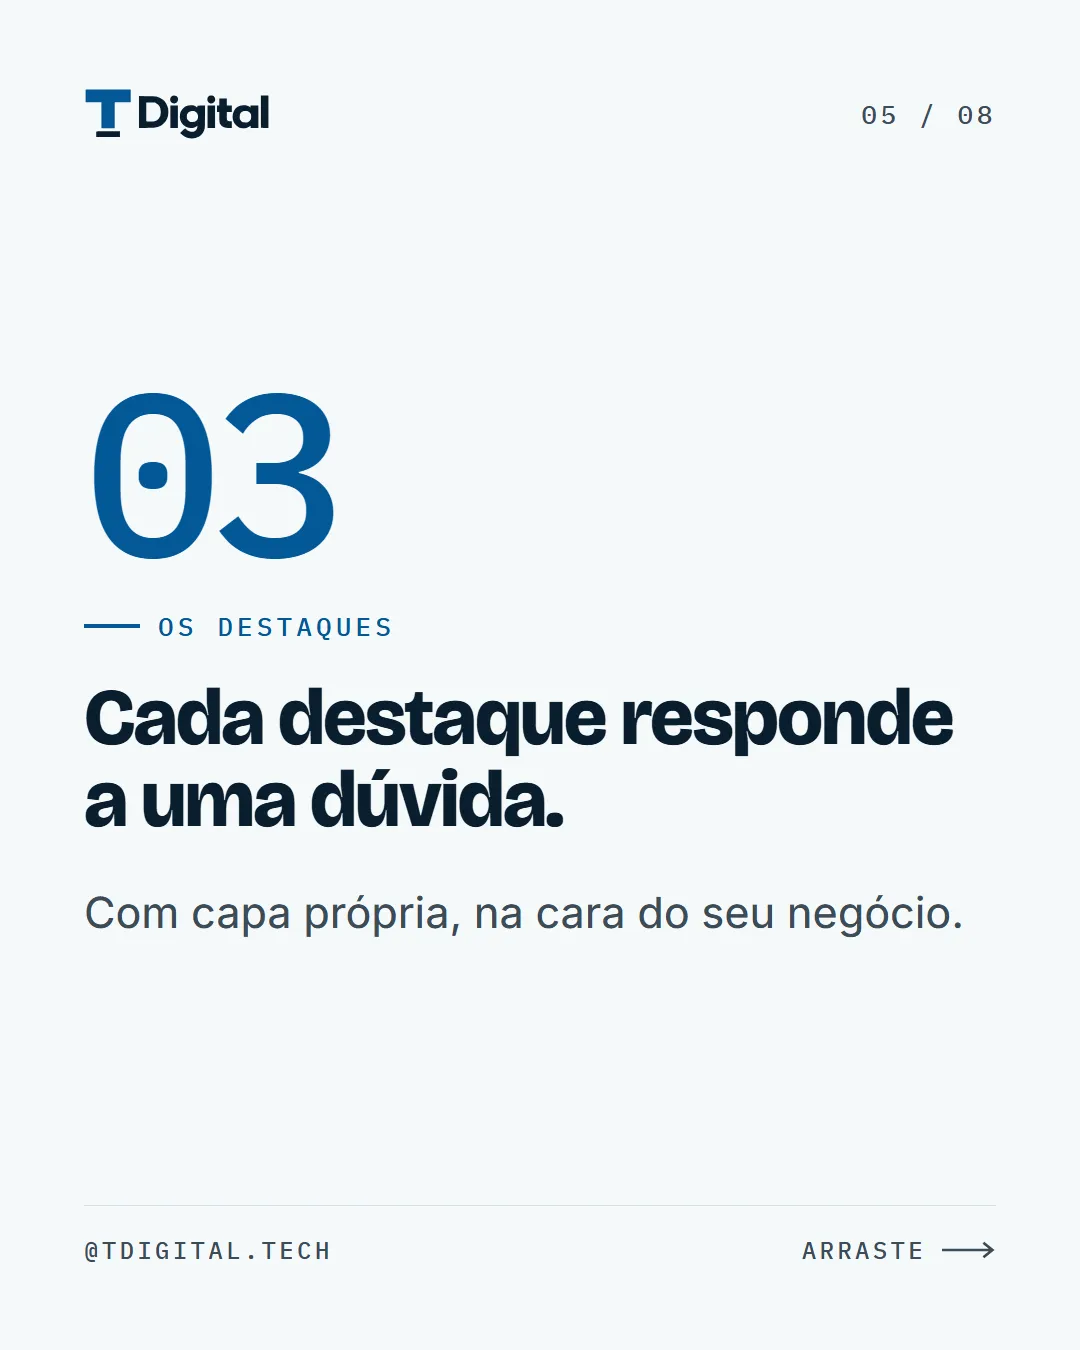 T Digital
05 / 08
03
OS DESTAQUES
Cada destaque responde
a uma dúvida.
Com capa própria, na cara do seu negócio.
@TDIGITAL.TECH
ARRASTE